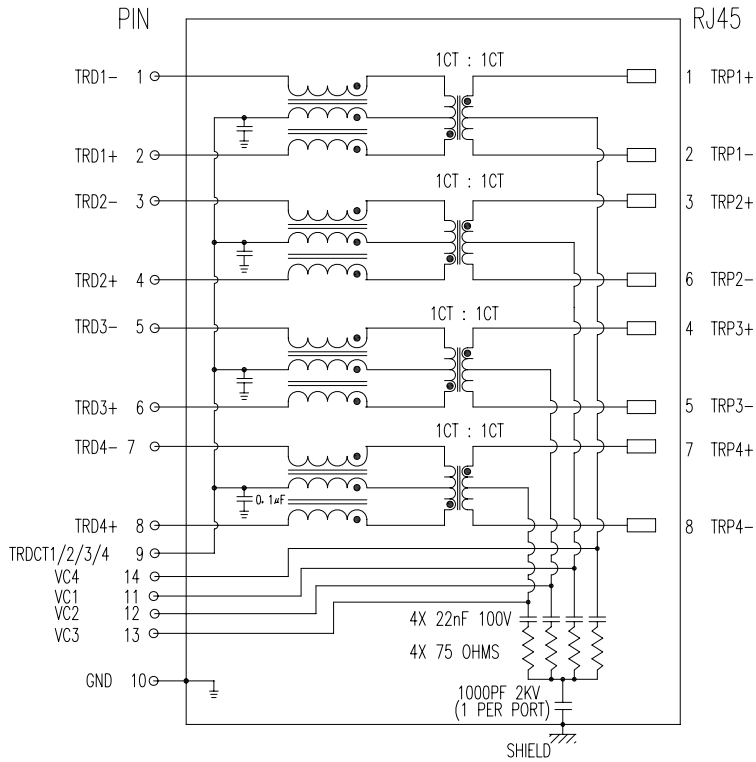 PIN RJ45
1CT : 1CT
TRD1- 1 1 TRP1+
TRD1+ 2 2 TRP1-
1CT : 1CT
TRD2- 3 3 TRP2+
TRD2+ 4 6 TRP2-
1CT : 1CT
TRD3- 5 4 TRP3+
TRD3+ 6 5 TRP3-
1CT : 1CT
TRD4- 7 7 TRP4+
0.1µF
TRD4+ 8 8 TRP4-
TRDCT1/2/3/4 9
VC4 14
VC1 11
VC2 12
VC3 13
4X 22nF 100V
4X 75 OHMS
GND 10
1000PF 2KV
(1 PER PORT)
SHIELD